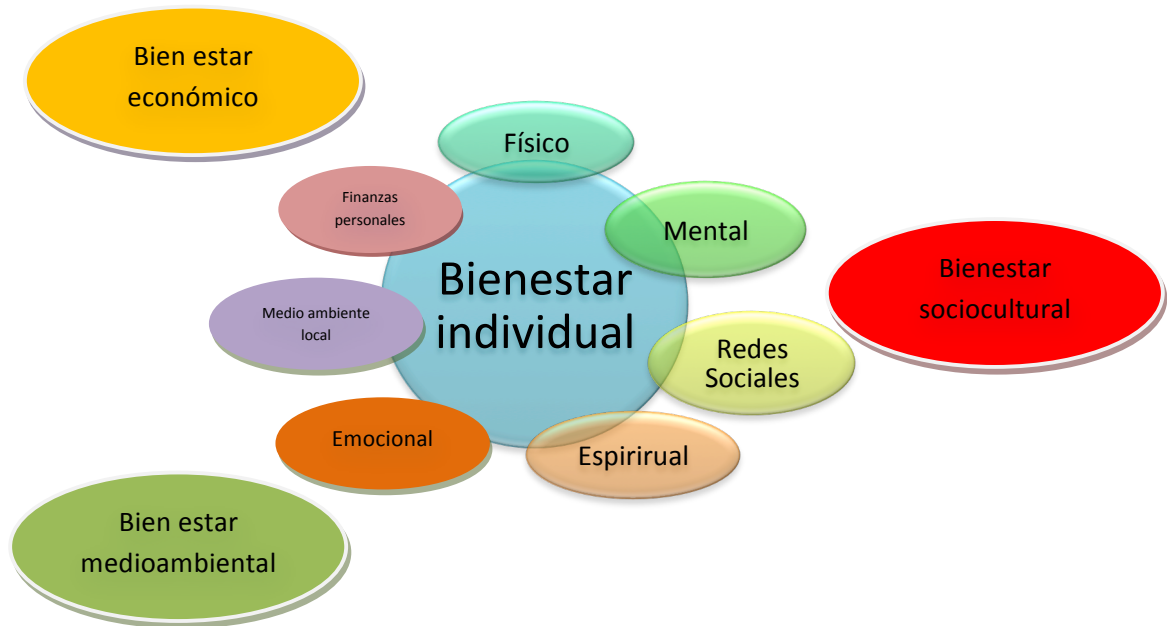 Bien estar
económico
Físico
Finanzas
personales
Mental
Bienestar
individual
Bienestar
sociocultural
Medio ambiente
local
Redes
Sociales
Emocional
Espirirual
Bien estar
medioambiental